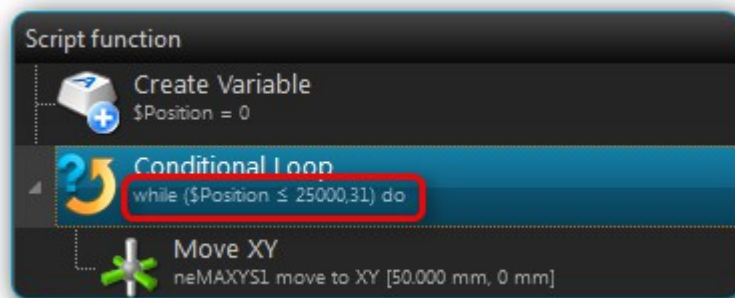 Script function
Create Variable
$Position = 0
Conditional Loop
while ($Position ≤ 25000,31) do
Move XY
neMAXYS1 move to XY [50.000 mm, 0 mm]